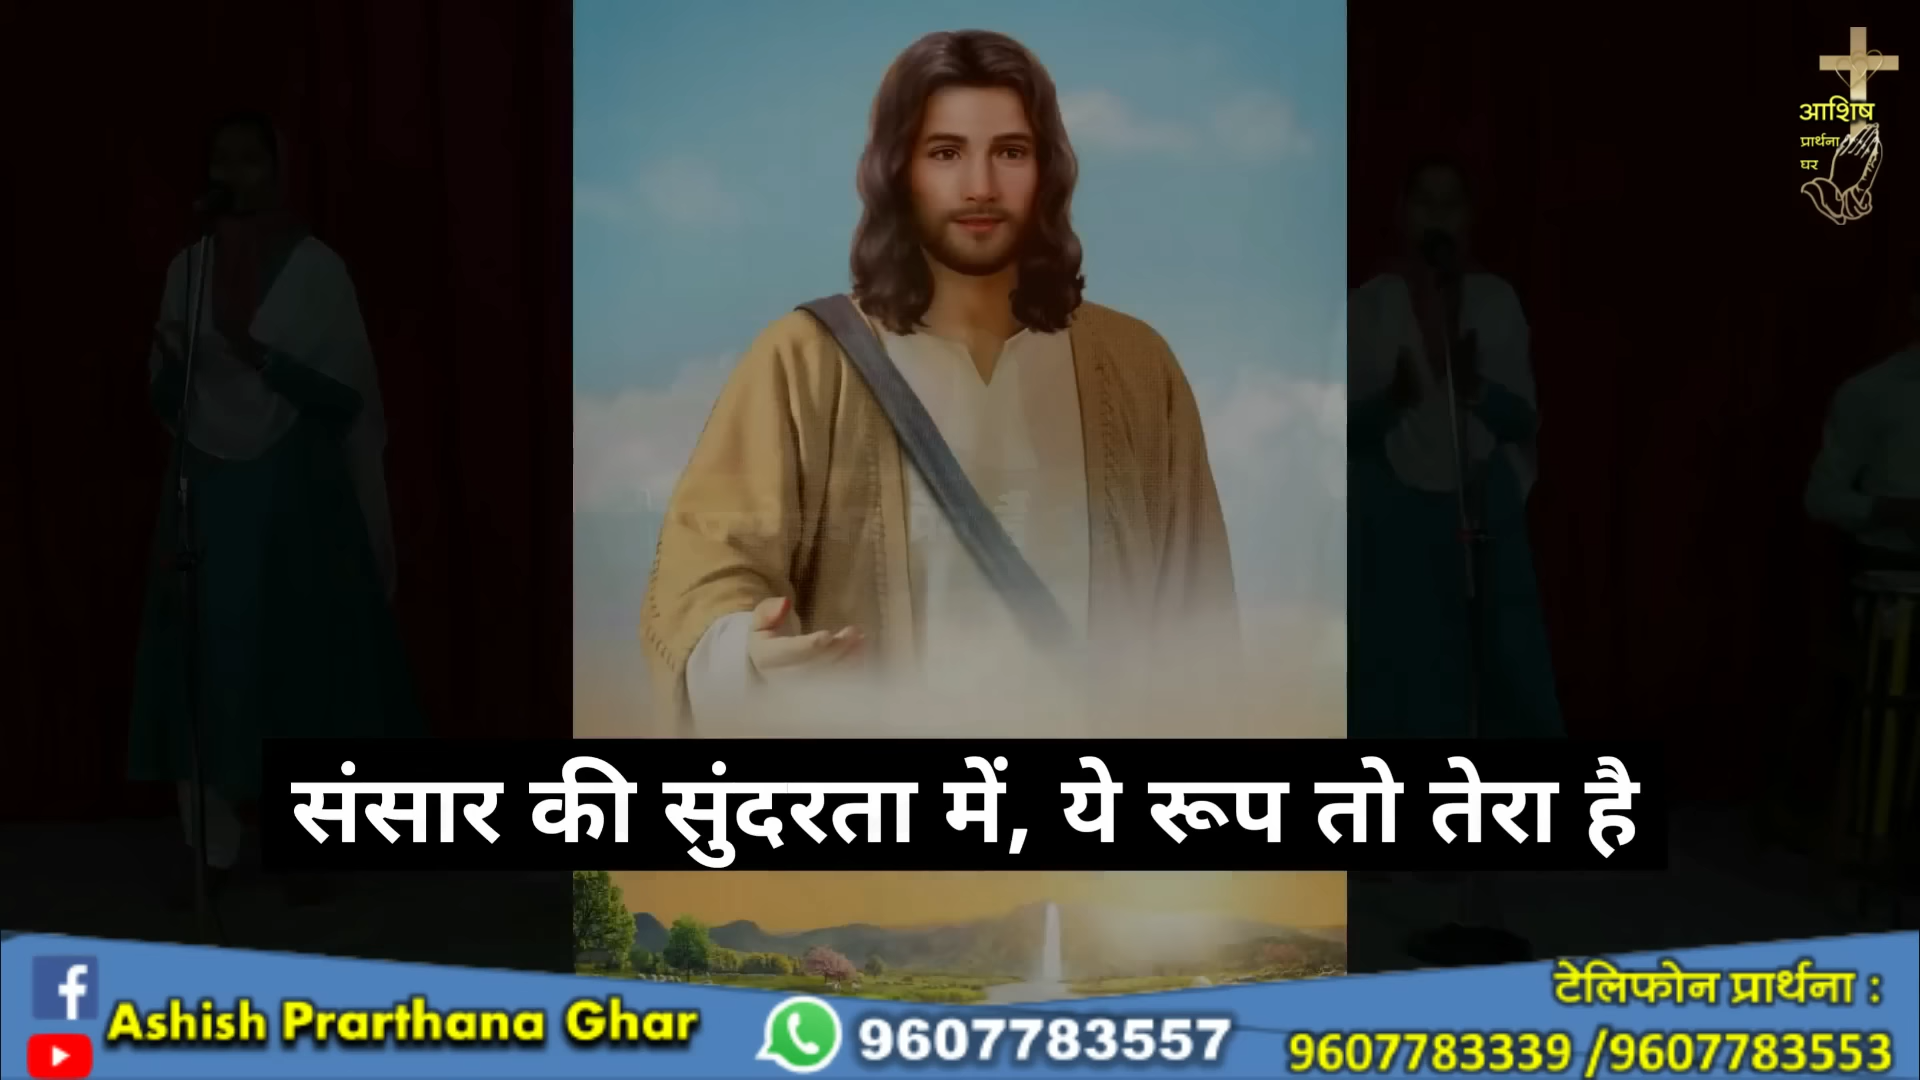 आशिष
प्रार्थना
घर
संसार की सुंदरता में, ये रूप तो तेरा है
Ashish Prarthana Ghar
9607783557
टेलिफोन प्रार्थना :
9607783339 /9607783553